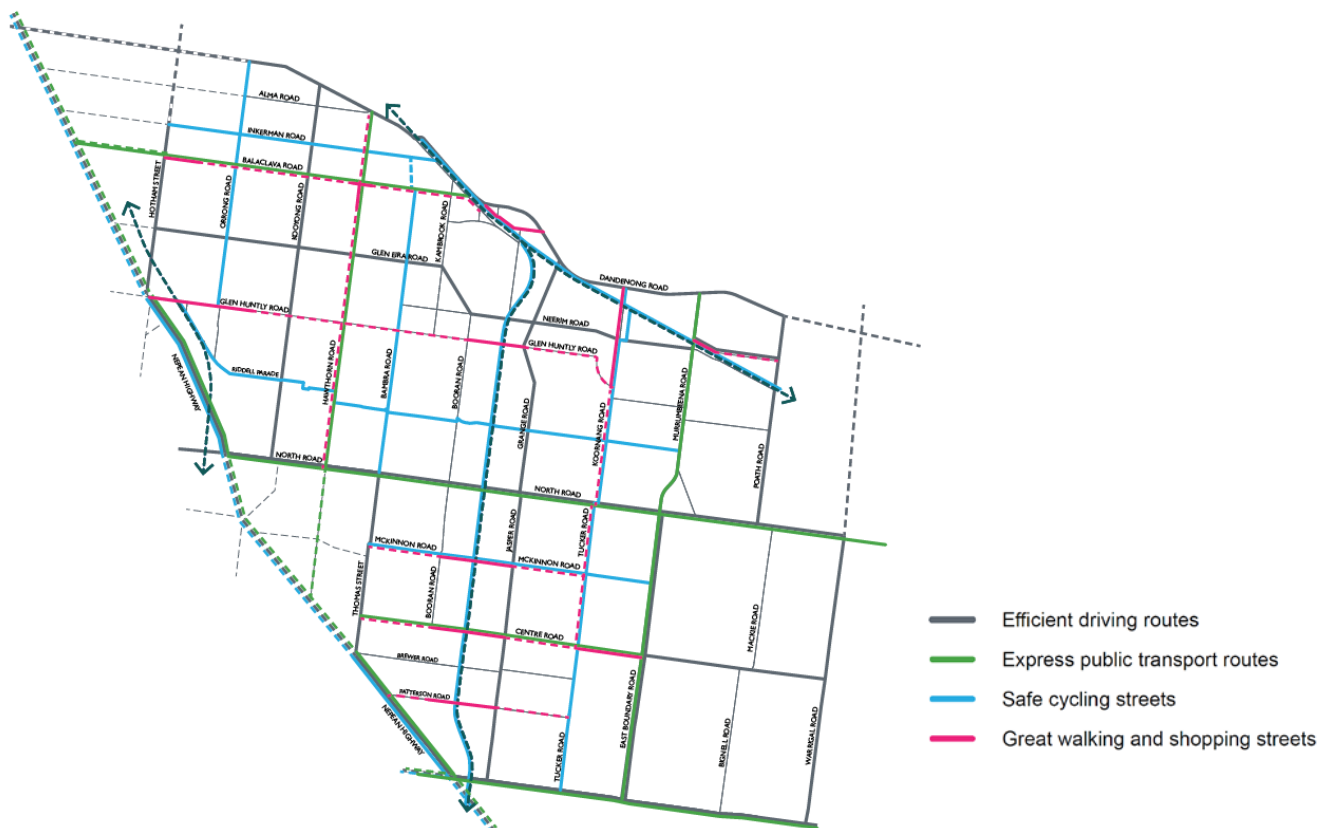 ALMA ROAD
INKERMAN ROAD
BALACLAVA ROAD
HOTHAM STREET
ORRONG ROAD
KOOYONG ROAD
KAMBROOK ROAD
GLEN EIRA ROAD
DANDENONG ROAD
GLEN HUNTLY ROAD
NEERIM ROAD
GLEN HUNTLY ROAD
NEPEAN HIGHWAY
RIDDELL PARADE
HAWTHORN ROAD
BAMBRA ROAD
BOORAN ROAD
GRANGE ROAD
KOORNANG ROAD
MURRUMBEENA ROAD
POATH ROAD
NORTH ROAD
NORTH ROAD
JASPER ROAD
TUCKER ROAD
MCKINNON ROAD
MCKINNON ROAD
THOMAS STREET
BOORAN ROAD
CENTRE ROAD
MACKIE ROAD
BREWER ROAD
PATTERSON ROAD
NEPEAN HIGHWAY
TUCKER ROAD
EAST BOUNDARY ROAD
BIGNELL ROAD
WARRIGAL ROAD
Efficient driving routes
Express public transport routes
Safe cycling streets
Great walking and shopping streets